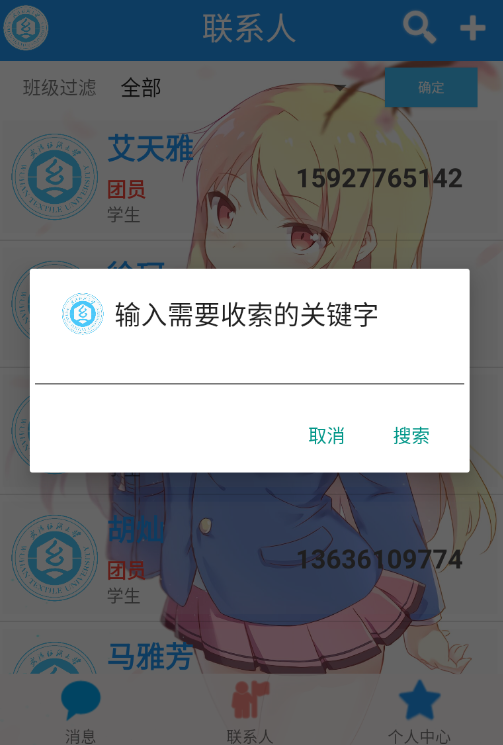 联系人
班级过滤 全部 确定
艾天雅
团员
15927765142
学生
输入需要收索的关键字
取消 搜索
胡灿
团员
13636109774
学生
马雅芳
消息 联系人 个人中心